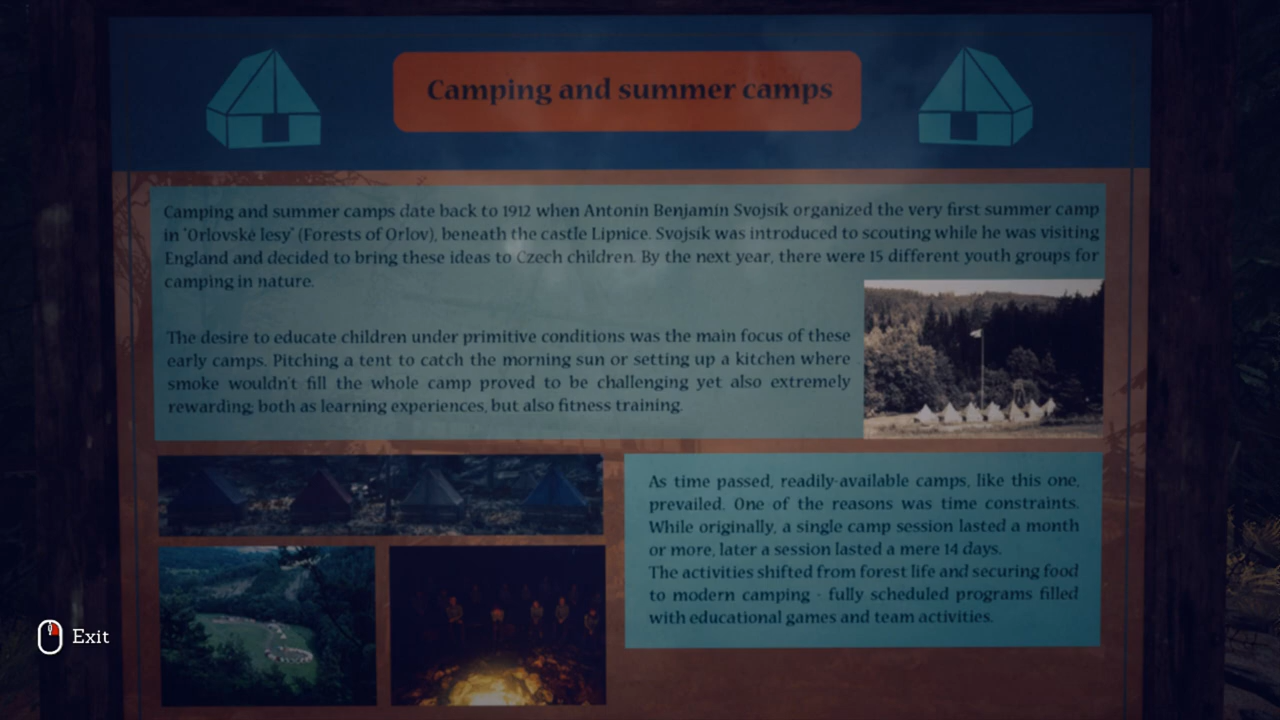 Camping and summer camps
Camping and summer camps date back to 1912 when Antonin Benjamin Svojsík organized the very first summer camp
in "Orlovské lesy" (Forests of Orlov), beneath the castle Lipnice. Svojsík was introduced to scouting while he was visiting
England and decided to bring these ideas to Czech children. By the next year, there were 15 different youth groups for
camping in nature.
The desire to educate children under primitive conditions was the main focus of these
early camps. Pitching a tent to catch the morning sun or setting up a kitchen where
smoke wouldn't fill the whole camp proved to be challenging yet also extremely
rewarding; both as learning experiences, but also fitness training.
As time passed, readily-available camps, like this one,
prevailed. One of the reasons was time constraints.
While originally, a single camp session lasted a month
or more, later a session lasted a mere 14 days.
The activities shifted from forest life and securing food
to modern camping - fully scheduled programs filled
with educational games and team activities.
Exit